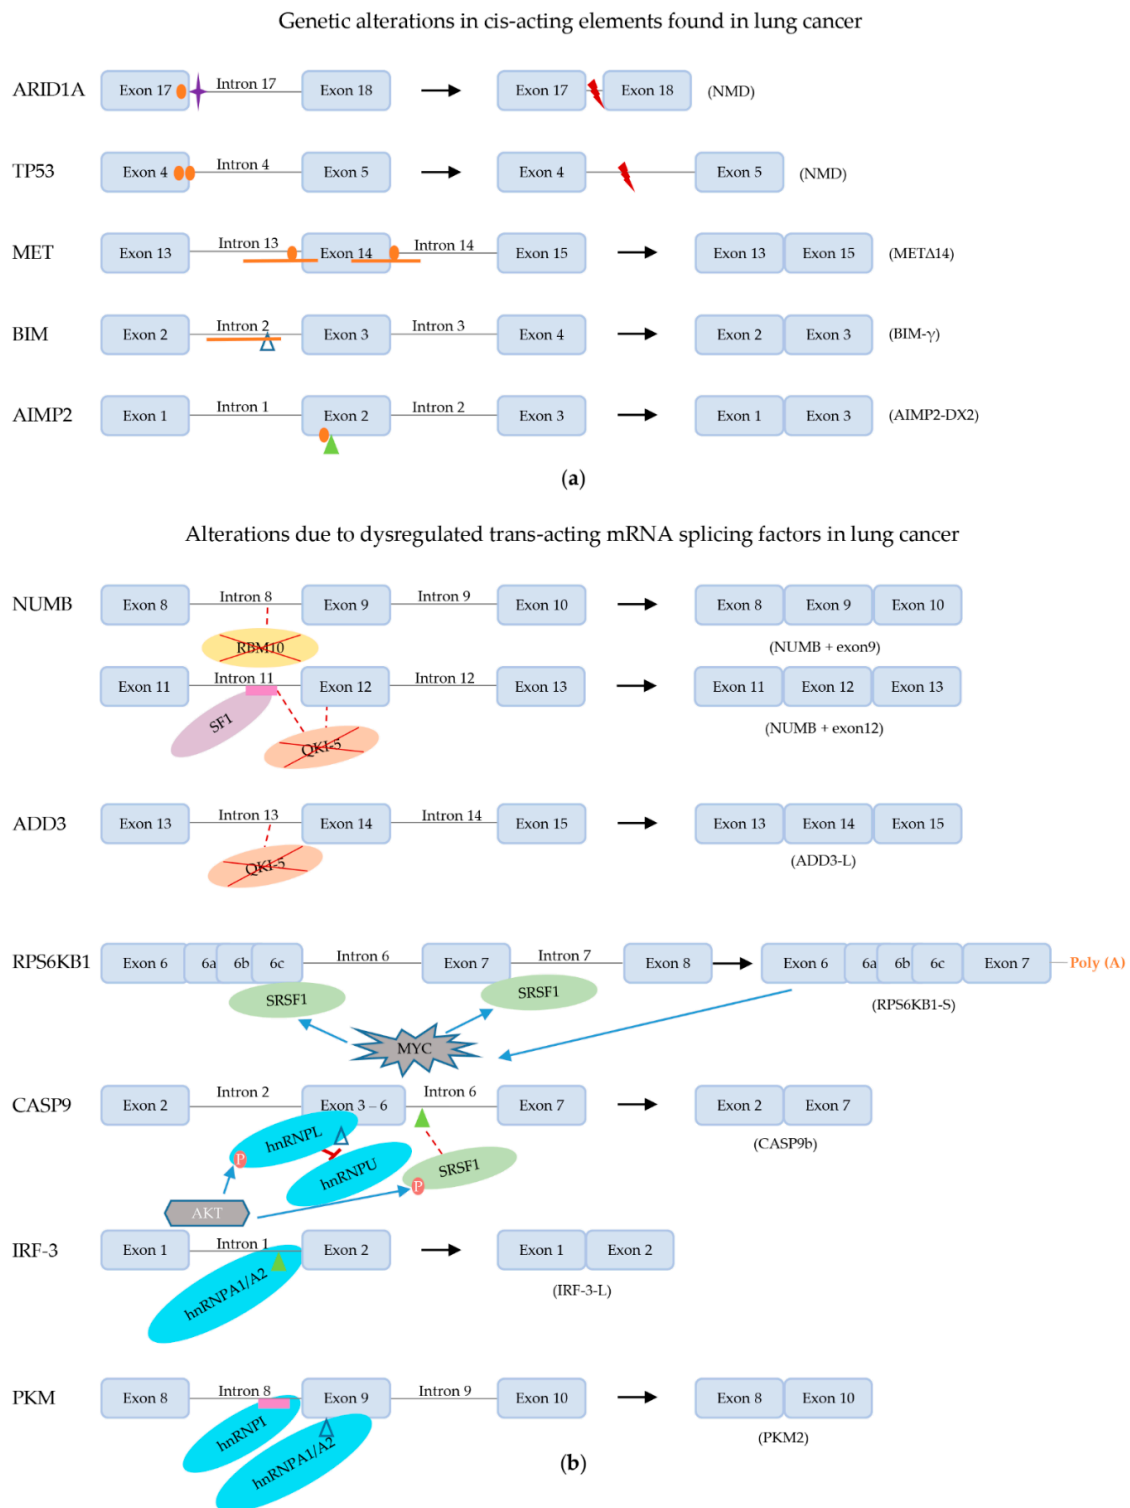 Genetic alterations in cis-acting elements found in lung cancer
ARID1A Exon 17 Intron 17 Exon 18 Exon 17 Exon 18 (NMD)
TP53 Exon 4 Intron 4 Exon 5 Exon 4 Exon 5 (NMD)
MET Exon 13 Intron 13 Exon 14 Intron 14 Exon 15 Exon 13 Exon 15 (METΔ14)
BIM Exon 2 Intron 2 Exon 3 Intron 3 Exon 4 Exon 2 Exon 3 (BIM-γ)
AIMP2 Exon 1 Intron 1 Exon 2 Intron 2 Exon 3 Exon 1 Exon 3 (AIMP2-DX2)
(a)
Alterations due to dysregulated trans-acting mRNA splicing factors in lung cancer
NUMB Exon 8 Intron 8 Exon 9 Intron 9 Exon 10 Exon 8 Exon 9 Exon 10
RBM10 (NUMB + exon9)
Exon 11 Intron 11 Exon 12 Intron 12 Exon 13 Exon 11 Exon 12 Exon 13
SF1 QKI-5 (NUMB + exon12)
ADD3 Exon 13 Intron 13 Exon 14 Intron 14 Exon 15 Exon 13 Exon 14 Exon 15
QKI-5 (ADD3-L)
RPS6KB1 Exon 6 6a 6b 6c Intron 6 Exon 7 Intron 7 Exon 8 Exon 6 6a 6b 6c Exon 7 Poly (A)
SRSF1 SRSF1 (RPS6KB1-S)
MYC
CASP9 Exon 2 Intron 2 Exon 3 – 6 Intron 6 Exon 7 Exon 2 Exon 7
hnRNPL (CASP9b)
P hnRNPU P SRSF1
AKT
IRF-3 Exon 1 Intron 1 Exon 2 Exon 1 Exon 2
hnRNPA1/A2 (IRF-3-L)
PKM Exon 8 Intron 8 Exon 9 Intron 9 Exon 10 Exon 8 Exon 10
hnRNPI (PKM2)
hnRNPA1/A2
(b)